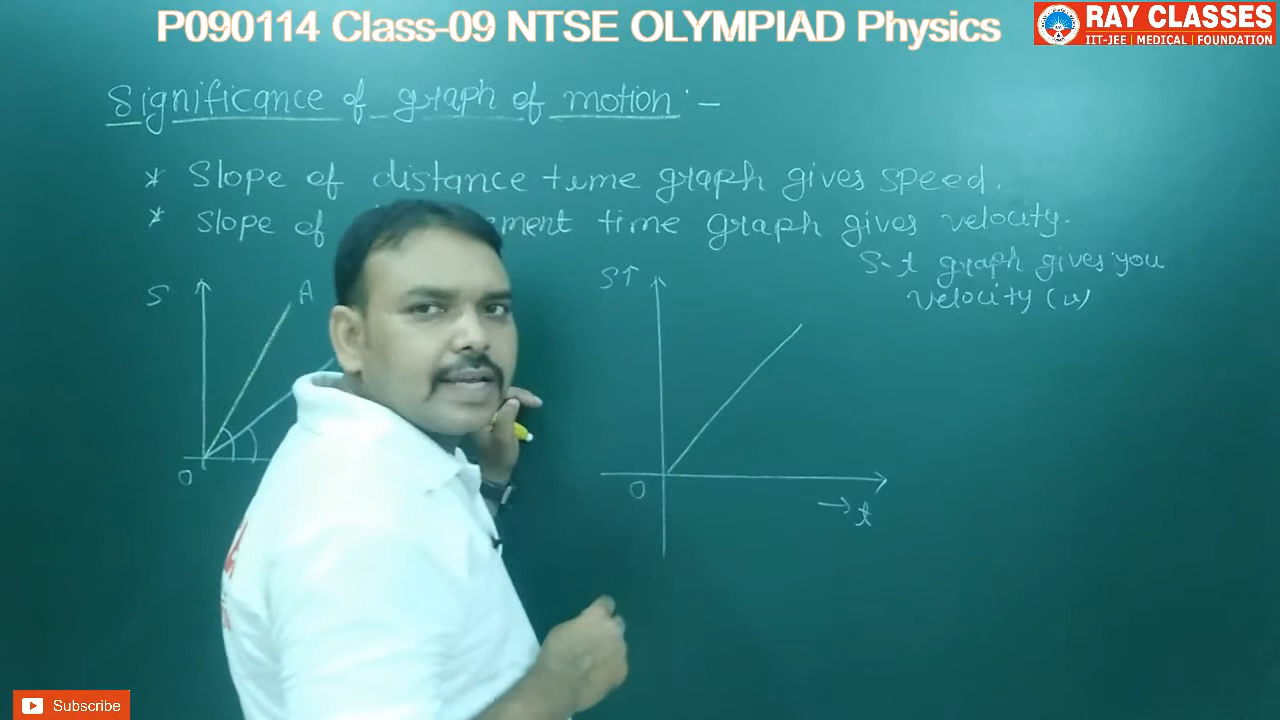 P090114 Class-09 NTSE OLYMPIAD Physics
RAY CLASSES
IIT-JEE | MEDICAL | FOUNDATION
Significance of graph of motion :-
* Slope of distance time graph gives speed.
* Slope of ement time graph gives velocity.
S-t graph gives you
velocity (v)
S A
O
S↑
O
→ t
Subscribe